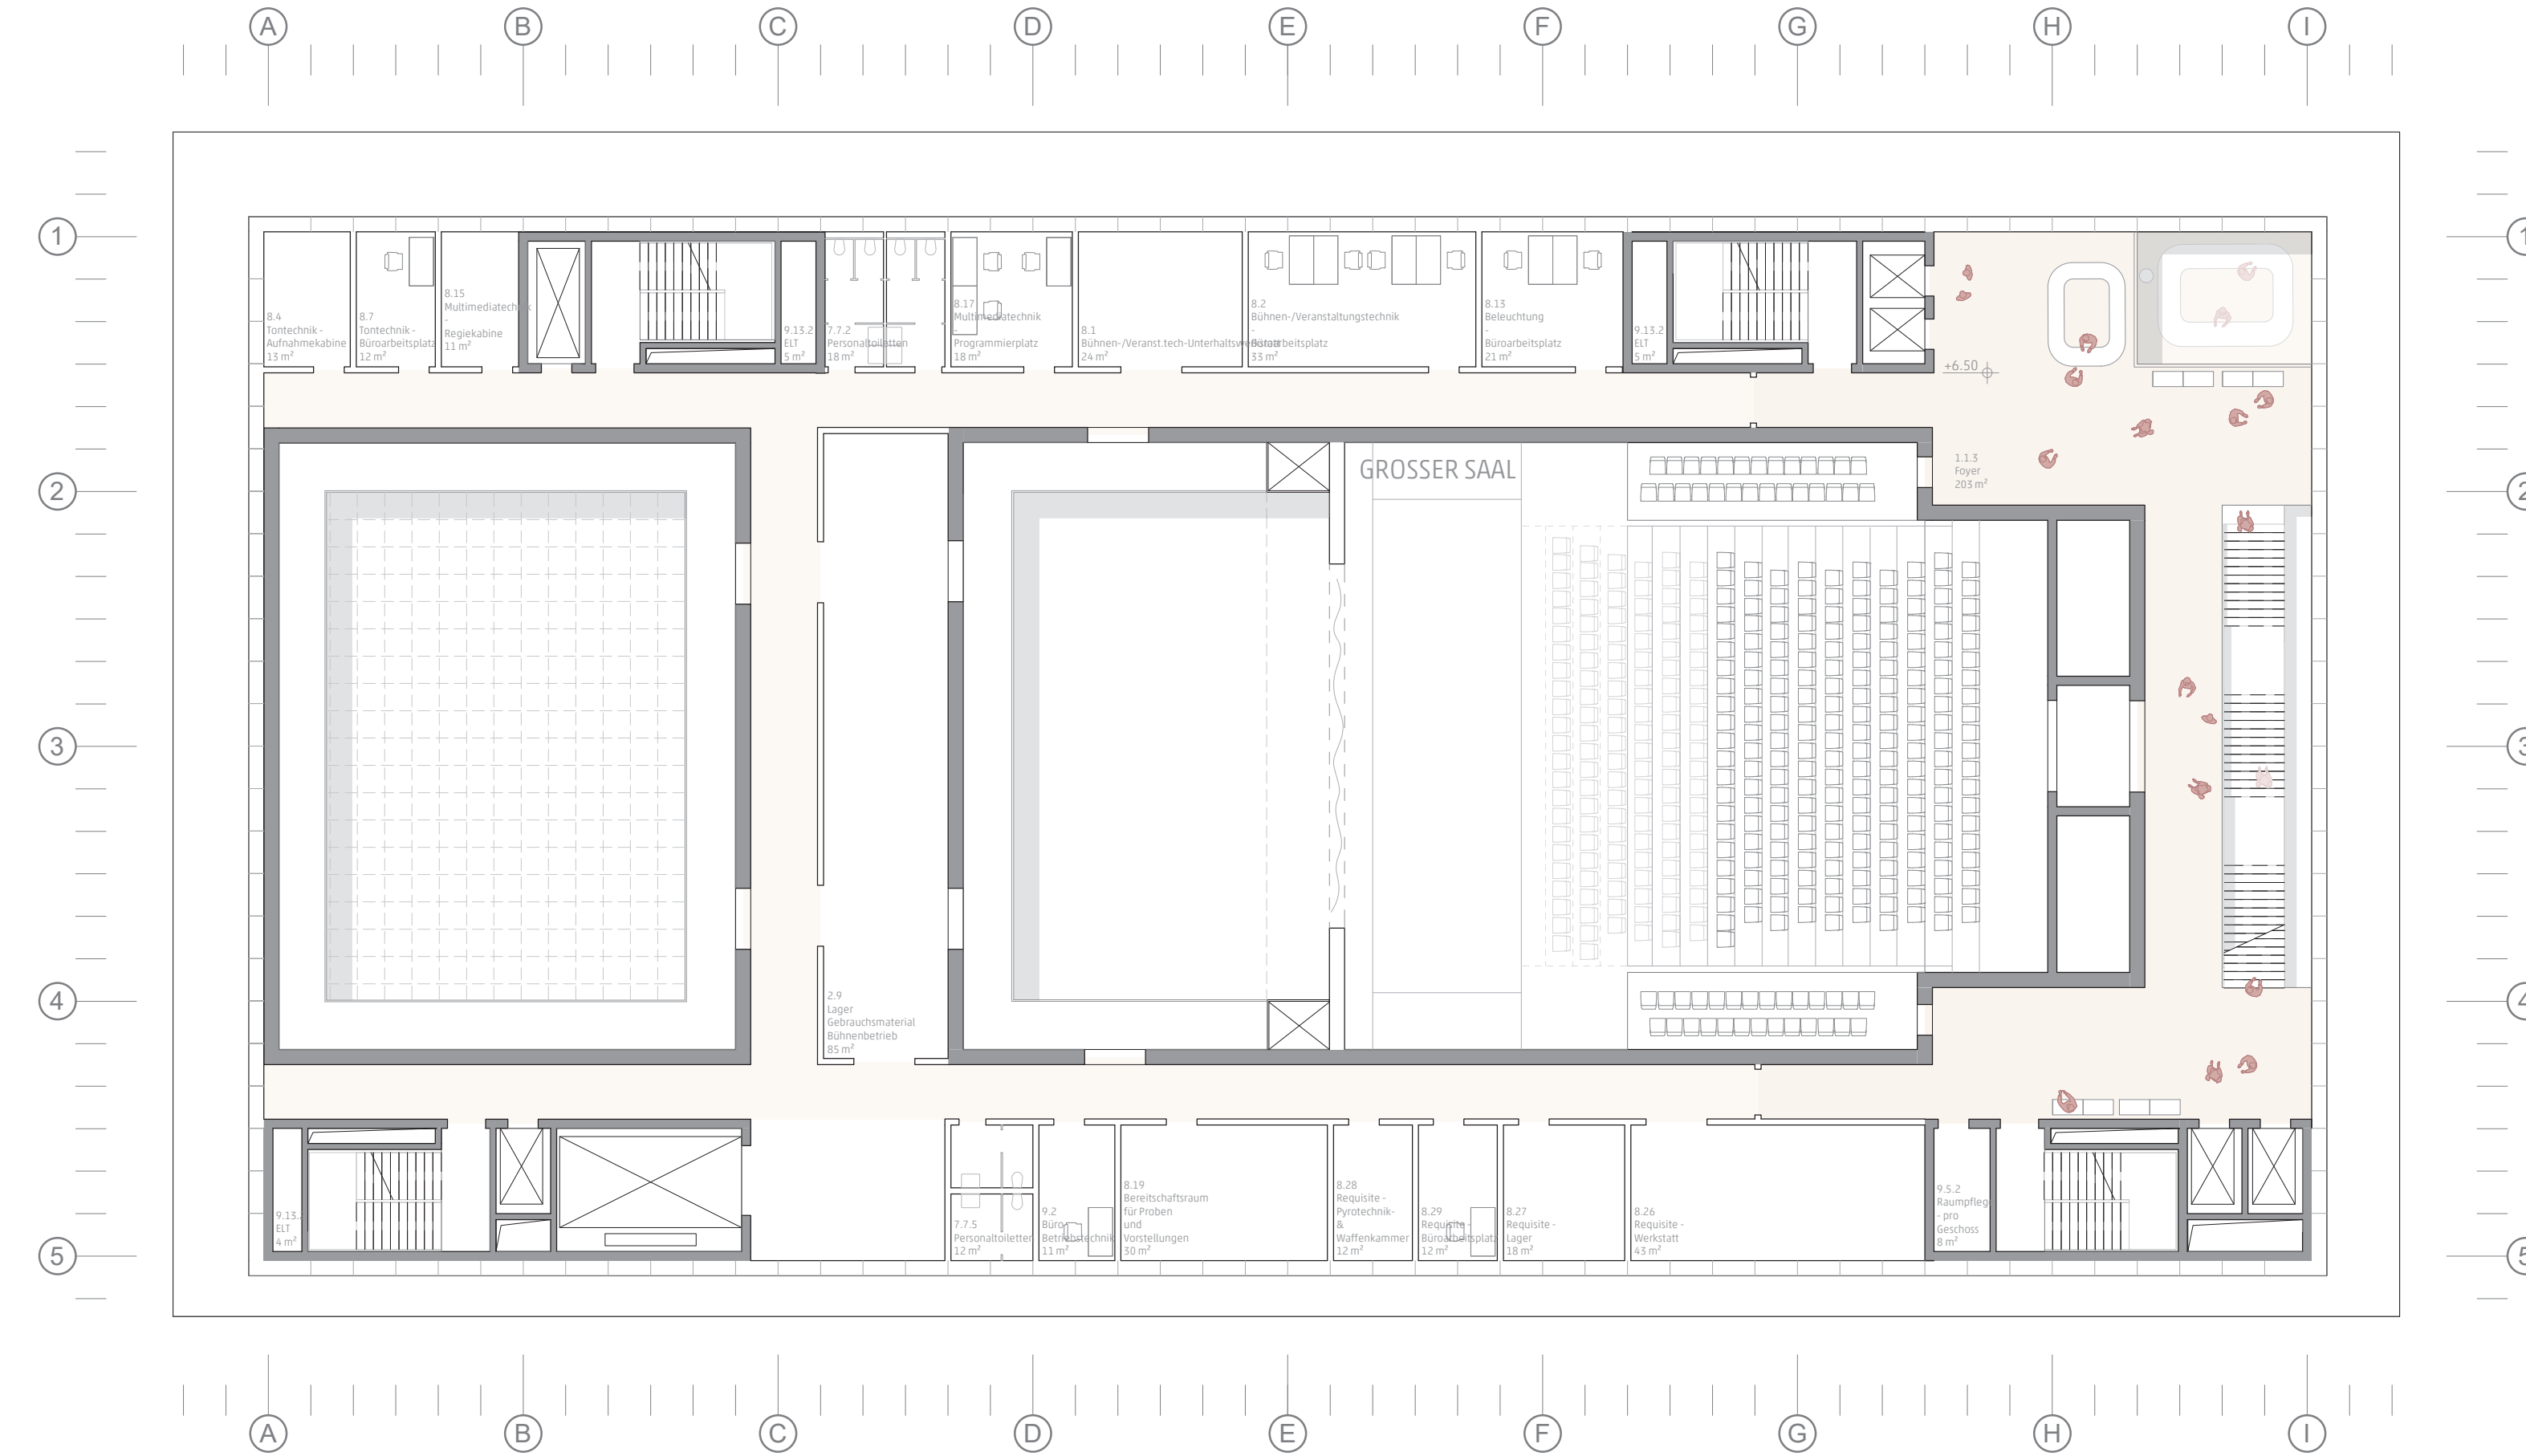 A B C D E F G H I
1
1
8.4
Tontechnik -
Aufnahmekabine
13 m²
8.7
Tontechnik -
Büroarbeitsplatz
12 m²
8.15
Multimediatechnik
-
Regiekabine
11 m²
9.13.2
ELT
5 m²
7.7.2
Personaltoiletten
18 m²
8.17
Multimediatechnik
-
Programmierplatz
18 m²
8.1
24 m²
8.2
Bühnen-/Veranstaltungstechnik
-
Büroarbeitsplatz
33 m²
8.13
Beleuchtung
-
Büroarbeitsplatz
21 m²
9.13.2
ELT
5 m²
+6.50
GROSSER SAAL
1.1.3
Foyer
203 m²
2
2
3
3
2.9
Lager
Gebrauchsmaterial
Bühnenbetrieb
85 m²
4
4
ELT
4 m²
7.7.5
Personaltoiletten
12 m²
9.2
Büro -
Betriebstechnik
11 m²
8.19
Bereitschaftsraum
für Proben
und
Vorstellungen
30 m²
8.28
Requisite -
Pyrotechnik-
&
Waffenkammer
12 m²
8.29
Requisite -
Büroarbeitsplatz
12 m²
8.27
Requisite -
Lager
18 m²
8.26
Requisite -
Werkstatt
43 m²
9.5.2
Raumpfleg
- pro
Geschoss
8 m²
5
5
A B C D E F G H I